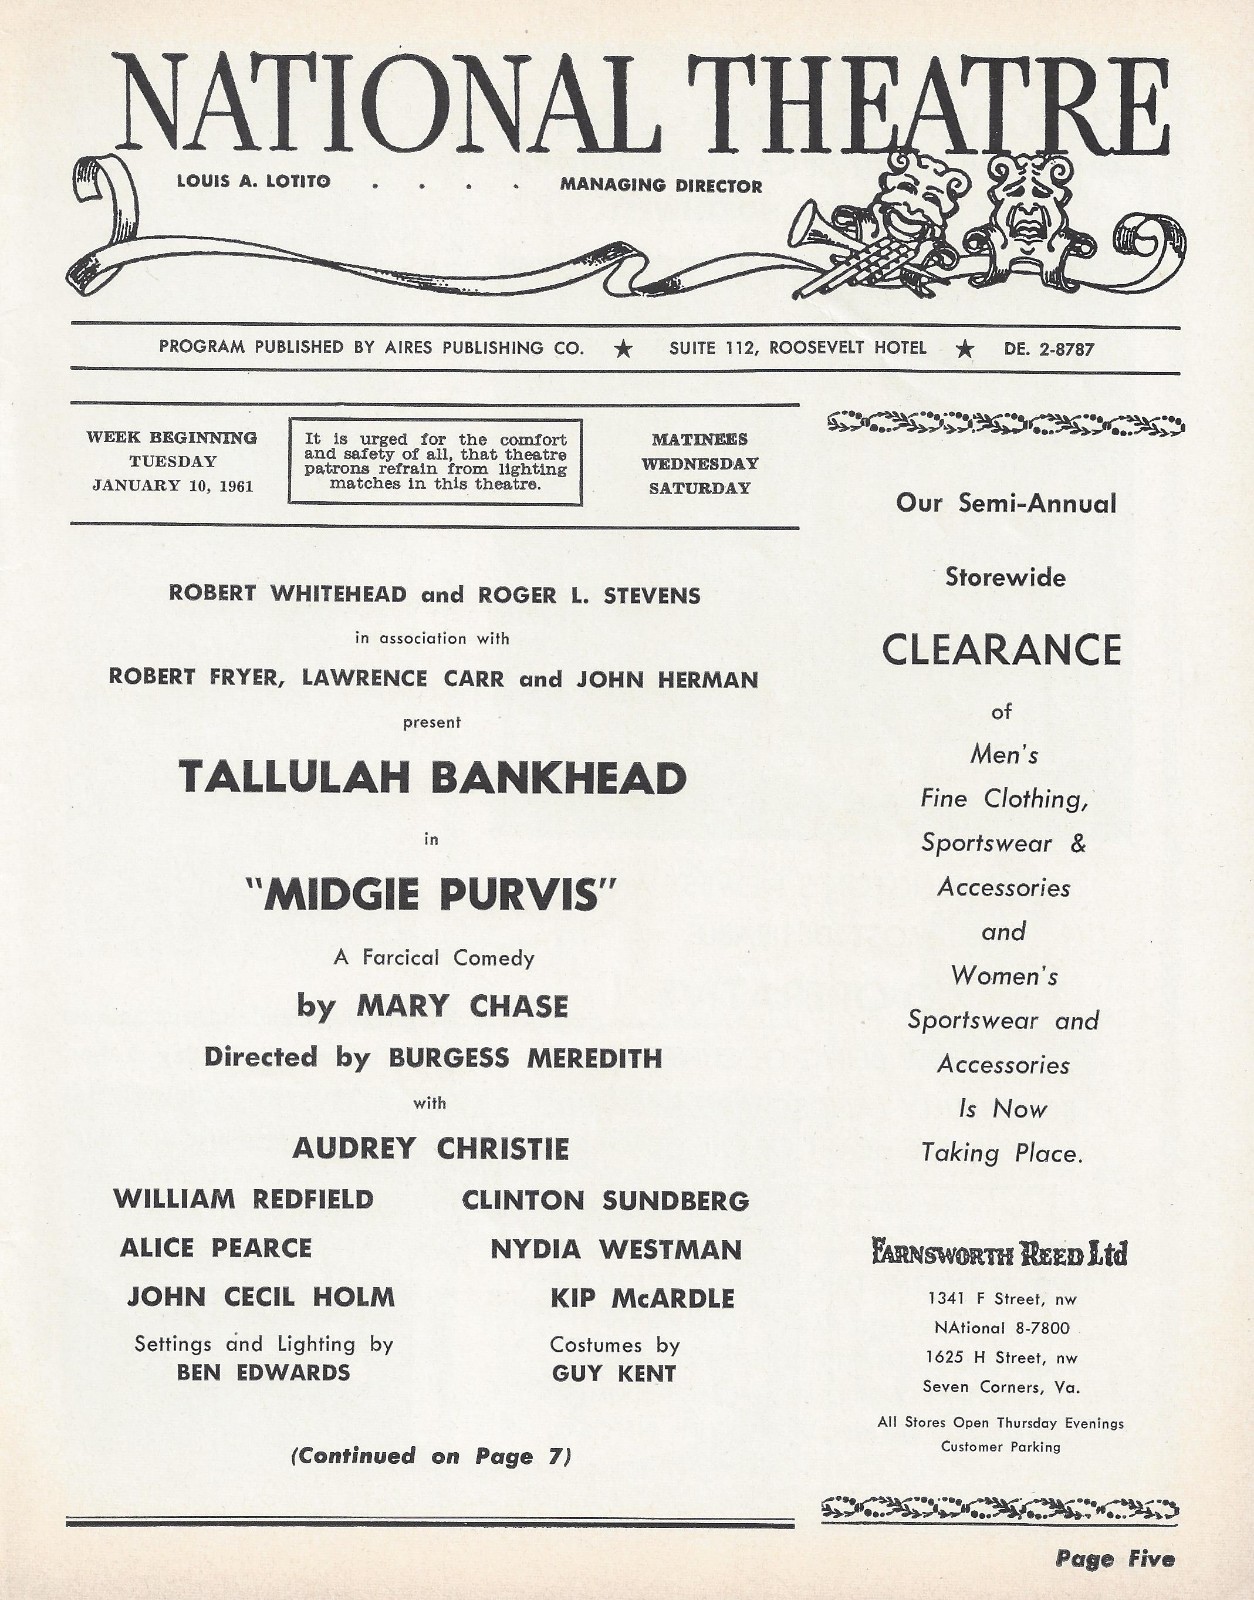 NATIONAL THEATRE
LOUIS A. LOTITO . . . . MANAGING DIRECTOR
PROGRAM PUBLISHED BY AIRES PUBLISHING CO. ★ SUITE 112, ROOSEVELT HOTEL ★ DE. 2-8787
WEEK BEGINNING
TUESDAY
JANUARY 10, 1961
It is urged for the comfort
and safety of all, that theatre
patrons refrain from lighting
matches in this theatre.
MATINEES
WEDNESDAY
SATURDAY
ROBERT WHITEHEAD and ROGER L. STEVENS
in association with
ROBERT FRYER, LAWRENCE CARR and JOHN HERMAN
present
TALLULAH BANKHEAD
in
"MIDGIE PURVIS"
A Farcical Comedy
by MARY CHASE
Directed by BURGESS MEREDITH
with
AUDREY CHRISTIE
WILLIAM REDFIELD CLINTON SUNDBERG
ALICE PEARCE NYDIA WESTMAN
JOHN CECIL HOLM KIP McARDLE
Settings and Lighting by Costumes by
BEN EDWARDS GUY KENT
(Continued on Page 7)
Our Semi-Annual
Storewide
CLEARANCE
of
Men's
Fine Clothing,
Sportswear &
Accessories
and
Women's
Sportswear and
Accessories
Is Now
Taking Place.
FARNSWORTH REED Ltd
1341 F Street, nw
NAtional 8-7800
1625 H Street, nw
Seven Corners, Va.
All Stores Open Thursday Evenings
Customer Parking
Page Five